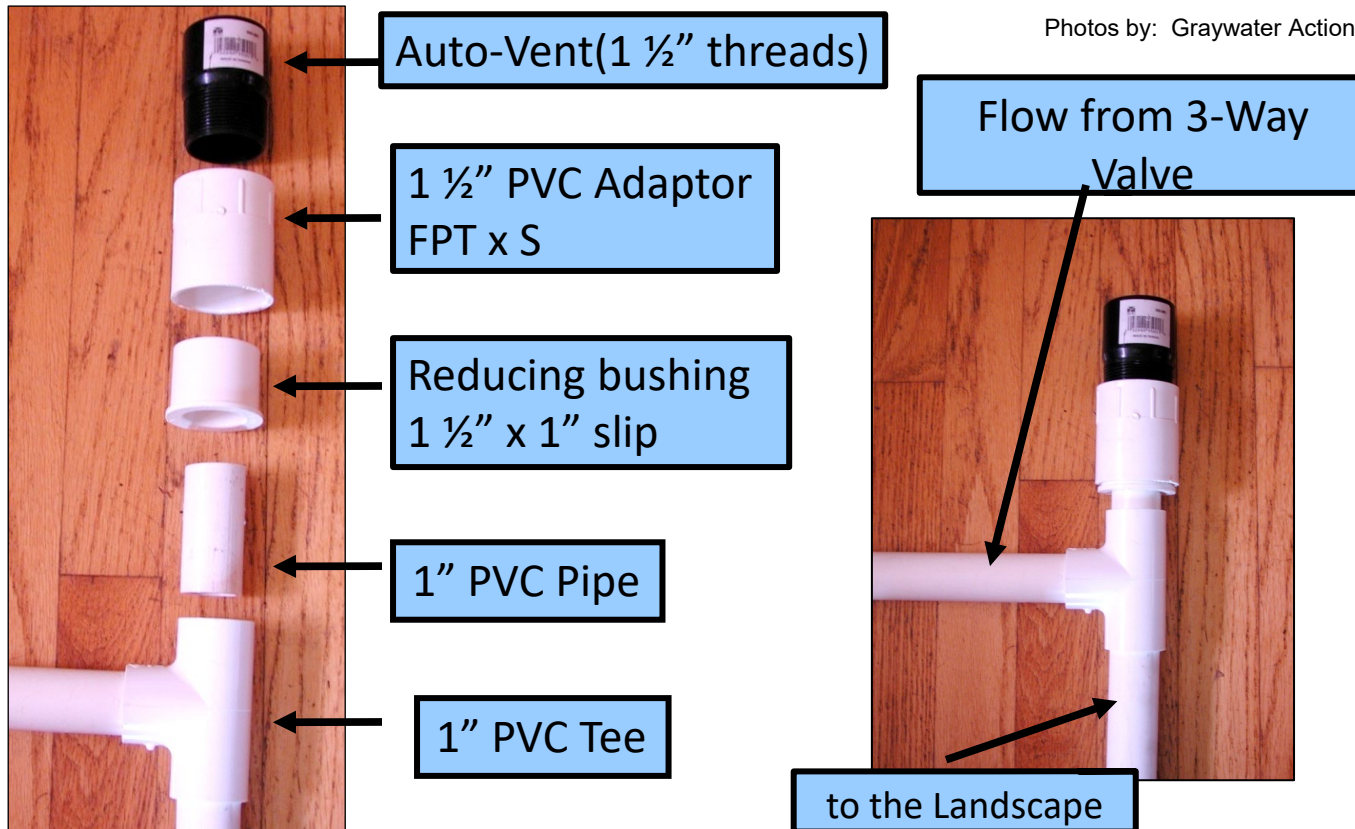 Photos by: Graywater Action
Auto-Vent(1 ½” threads)
Flow from 3-Way
Valve
1 ½” PVC Adaptor
FPT x S
Reducing bushing
1 ½” x 1” slip
1” PVC Pipe
1” PVC Tee
to the Landscape